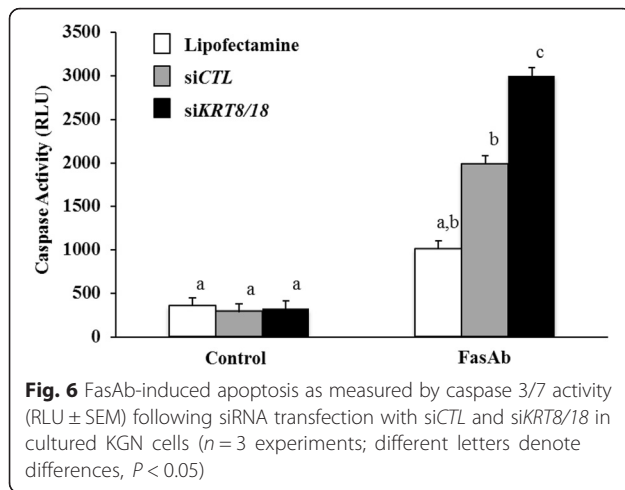 3500
3000
2500
2000
1500
1000
500
0
Caspase Activity (RLU)
Lipofectamine
siCTL
siKRT8/18
a
a
a
a,b
b
c
Control
FasAb
Fig. 6 FasAb-induced apoptosis as measured by caspase 3/7 activity
(RLU ± SEM) following siRNA transfection with siCTL and siKRT8/18 in
cultured KGN cells (n = 3 experiments; different letters denote
differences, P < 0.05)